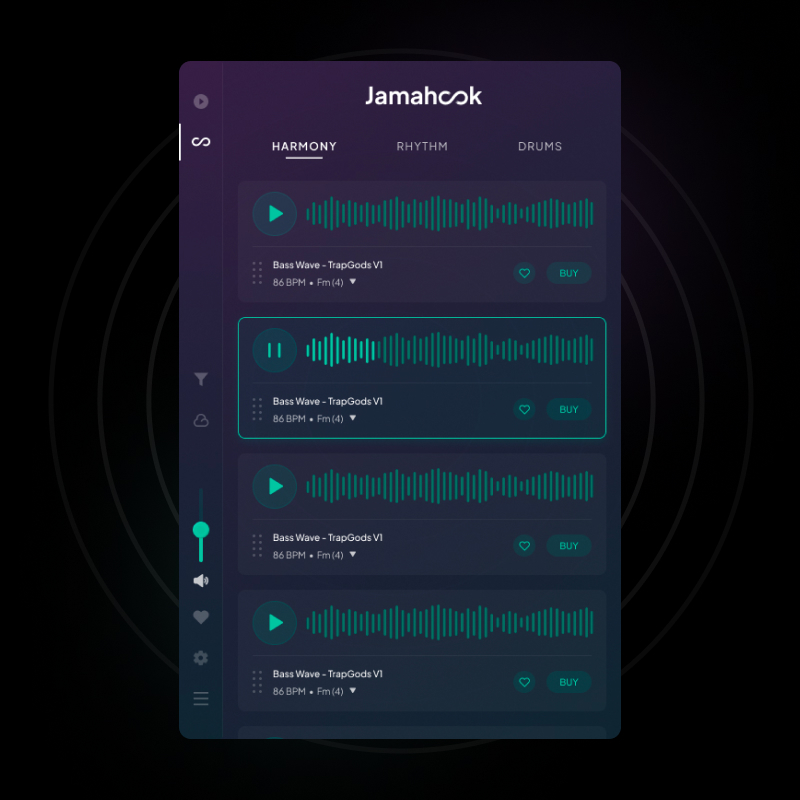 Jamahook
HARMONY RHYTHM DRUMS
Bass Wave - TrapGods V1
86 BPM • Fm (4) ▼
BUY
Bass Wave - TrapGods V1
86 BPM • Fm (4) ▼
BUY
Bass Wave - TrapGods V1
86 BPM • Fm (4) ▼
BUY
Bass Wave - TrapGods V1
86 BPM • Fm (4) ▼
BUY